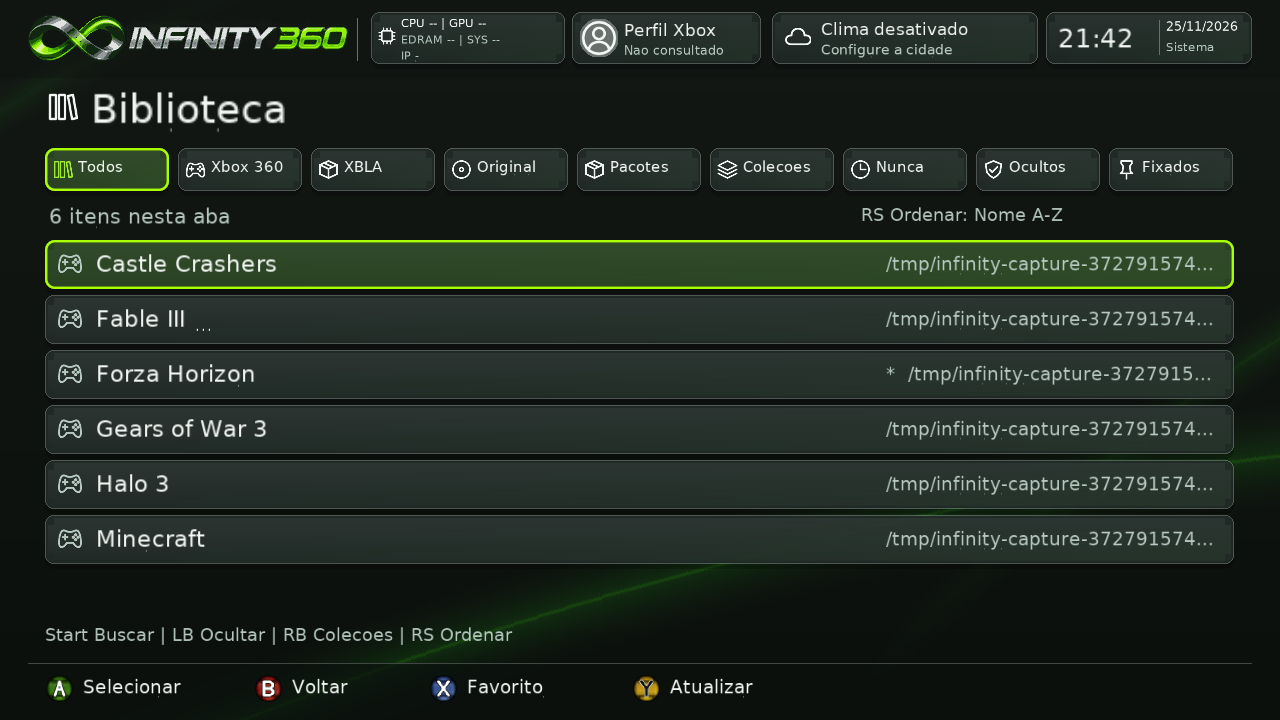 INFINITY 360
CPU -- | GPU --
EDRAM -- | SYS --
IP -
Perfil Xbox
Nao consultado
Clima desativado
Configure a cidade
21:42
25/11/2026
Sistema
Biblioteca
Todos
Xbox 360
XBLA
Original
Pacotes
Colecoes
Nunca
Ocultos
Fixados
6 itens nesta aba
RS Ordenar: Nome A-Z
Castle Crashers /tmp/infinity-capture-372791574...
Fable III ... /tmp/infinity-capture-372791574...
Forza Horizon * /tmp/infinity-capture-3727915...
Gears of War 3 /tmp/infinity-capture-372791574...
Halo 3 /tmp/infinity-capture-372791574...
Minecraft /tmp/infinity-capture-372791574...
Start Buscar | LB Ocultar | RB Colecoes | RS Ordenar
A Selecionar B Voltar X Favorito Y Atualizar